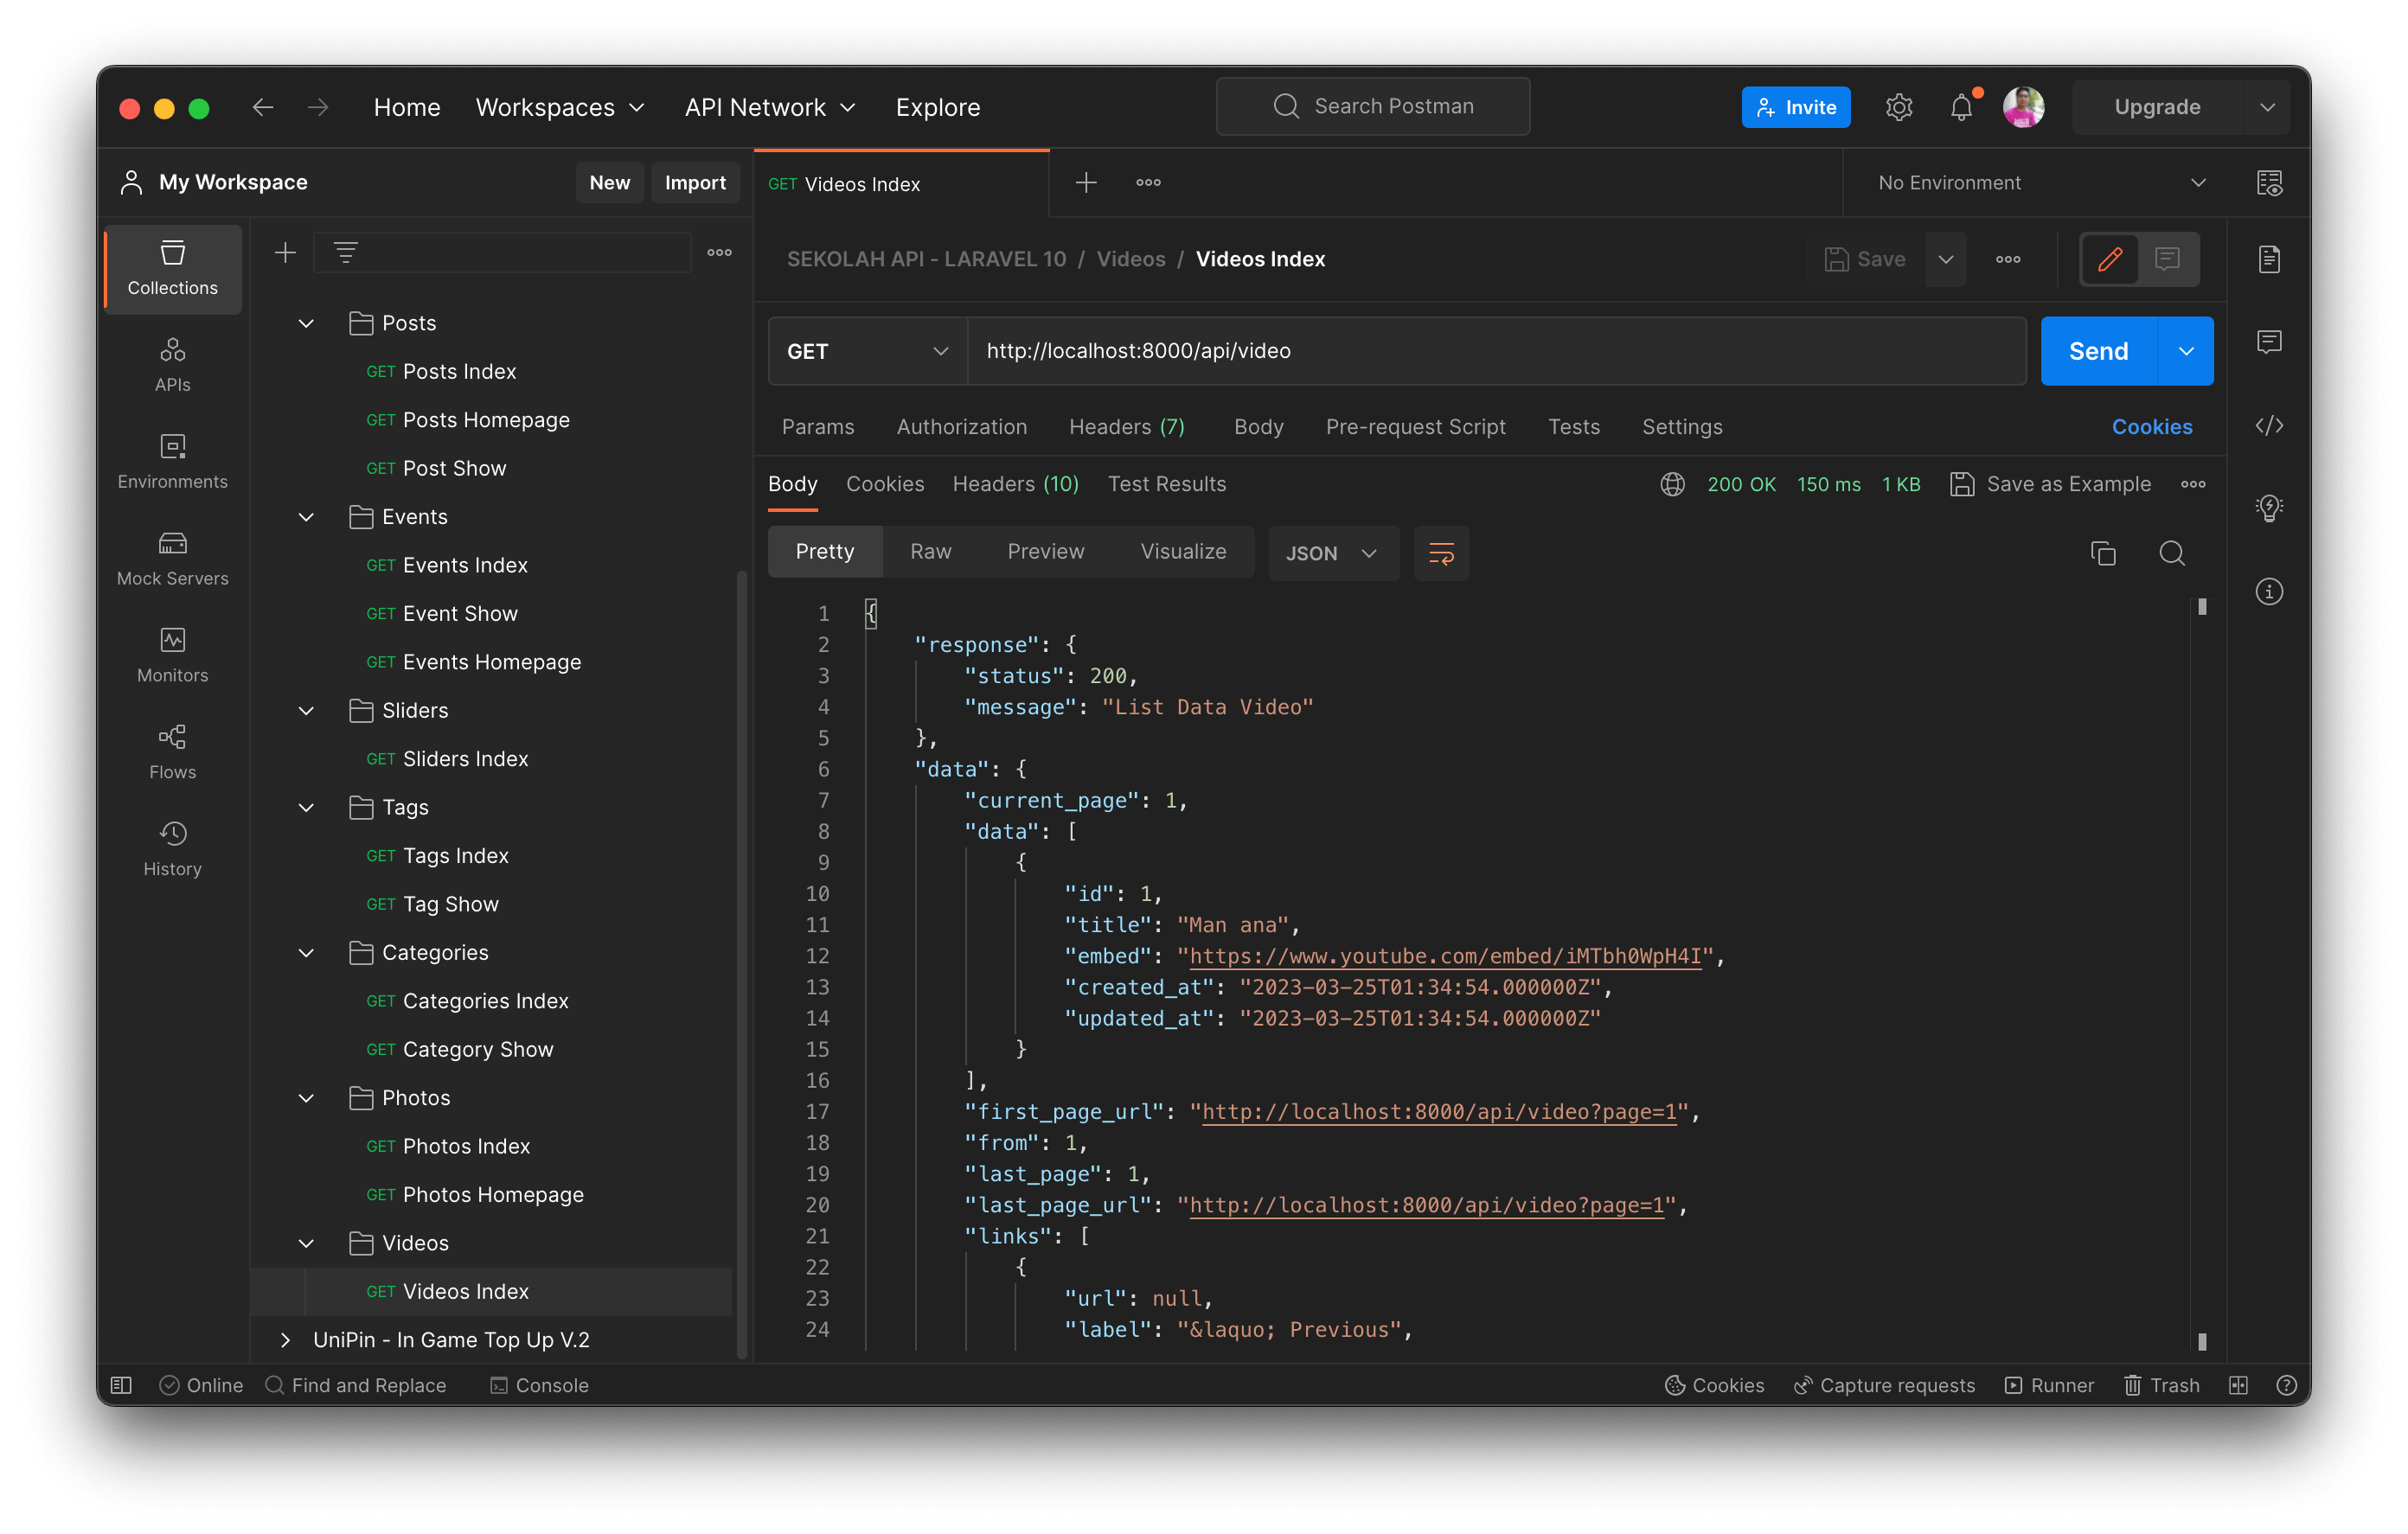 Home Workspaces API Network Explore Search Postman Invite Upgrade
My Workspace New Import
GET Videos Index No Environment
Collections
APIs
Environments
Mock Servers
Monitors
Flows
History
Posts
GET Posts Index
GET Posts Homepage
GET Post Show
Events
GET Events Index
GET Event Show
GET Events Homepage
Sliders
GET Sliders Index
Tags
GET Tags Index
GET Tag Show
Categories
GET Categories Index
GET Category Show
Photos
GET Photos Index
GET Photos Homepage
Videos
GET Videos Index
UniPin - In Game Top Up V.2
SEKOLAH API - LARAVEL 10 / Videos / Videos Index Save
GET http://localhost:8000/api/video Send
Params Authorization Headers (7) Body Pre-request Script Tests Settings Cookies
Body Cookies Headers (10) Test Results 200 OK 150 ms 1 KB Save as Example
Pretty Raw Preview Visualize JSON
1 {
2 "response": {
3 "status": 200,
4 "message": "List Data Video"
5 },
6 "data": {
7 "current_page": 1,
8 "data": [
9 {
10 "id": 1,
11 "title": "Man ana",
12 "embed": "https://www.youtube.com/embed/iMTbh0WpH4I",
13 "created_at": "2023-03-25T01:34:54.000000Z",
14 "updated_at": "2023-03-25T01:34:54.000000Z"
15 }
16 ],
17 "first_page_url": "http://localhost:8000/api/video?page=1",
18 "from": 1,
19 "last_page": 1,
20 "last_page_url": "http://localhost:8000/api/video?page=1",
21 "links": [
22 {
23 "url": null,
24 "label": "&laquo; Previous",
Online Find and Replace Console Cookies Capture requests Runner Trash